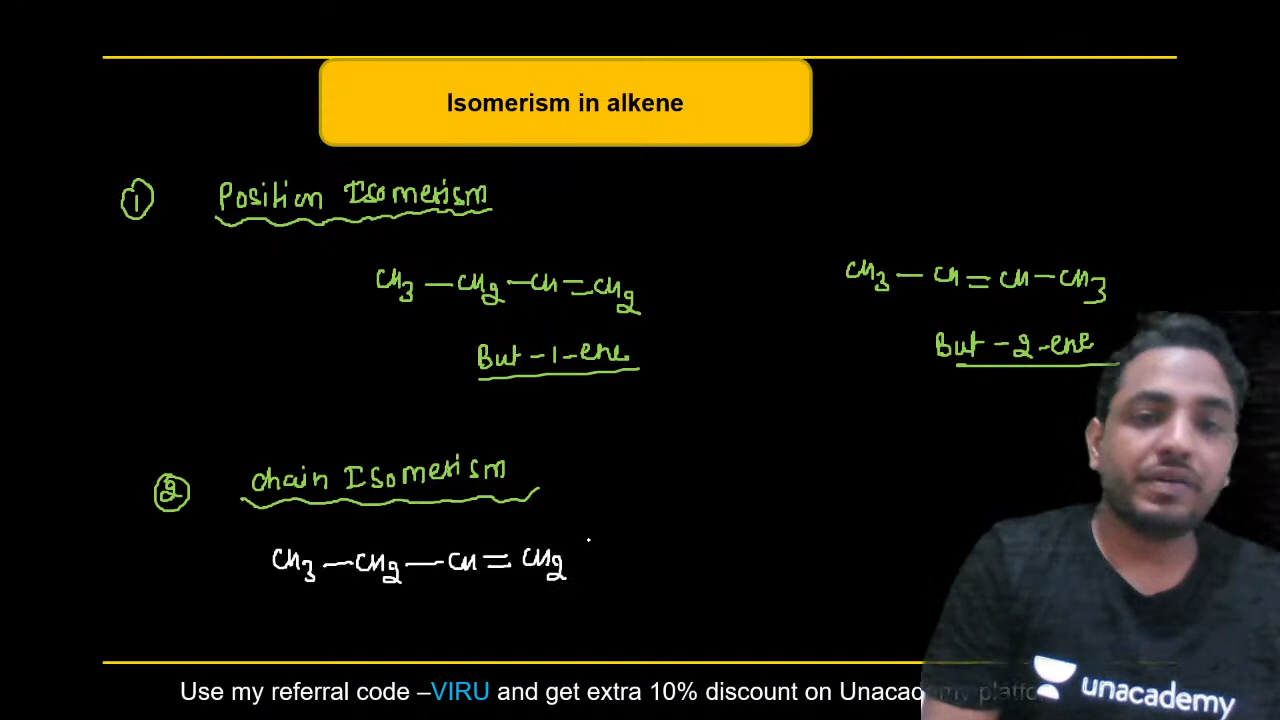 Isomerism in alkene
① Position Isomerism
CH3 — CH2 — CH = CH2 CH3 — CH = CH — CH3
But-1-ene But-2-ene
② Chain Isomerism
CH3 — CH2 — CH = CH2
Use my referral code –VIRU and get extra 10% discount on Unacademy platfo
unacademy